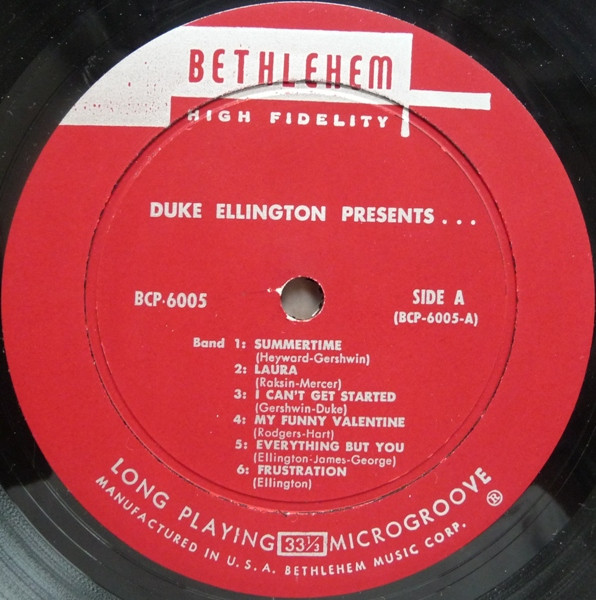 BETHLEHEM
HIGH FIDELITY
DUKE ELLINGTON PRESENTS...
BCP-6005
SIDE A
(BCP-6005-A)
Band 1: SUMMERTIME
(Heyward-Gershwin)
2: LAURA
(Raksin-Mercer)
3: I CAN'T GET STARTED
(Gershwin-Duke)
4: MY FUNNY VALENTINE
(Rodgers-Hart)
5: EVERYTHING BUT YOU
(Ellington-James-George)
6: FRUSTRATION
(Ellington)
LONG PLAYING 33⅓ MICROGROOVE ®
MANUFACTURED IN U.S.A. BETHLEHEM MUSIC CORP.